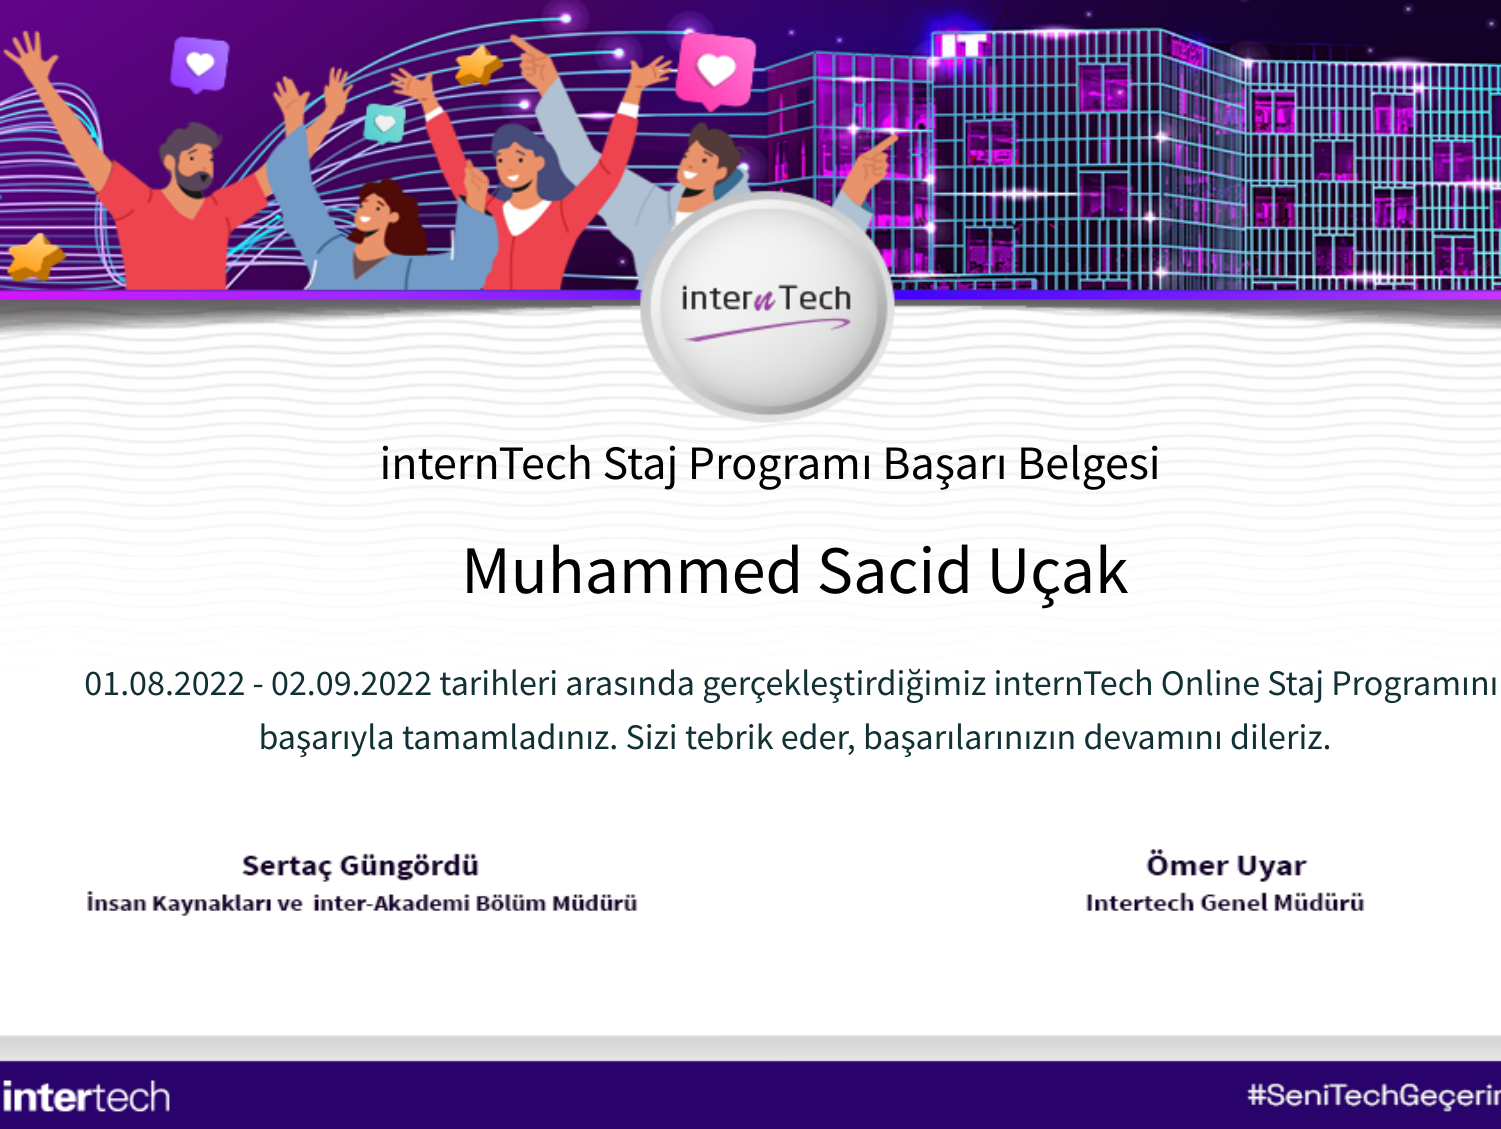 IT
internTech
internTech Staj Programı Başarı Belgesi
Muhammed Sacid Uçak
01.08.2022 - 02.09.2022 tarihleri arasında gerçekleştirdiğimiz internTech Online Staj Programını
başarıyla tamamladınız. Sizi tebrik eder, başarılarınızın devamını dileriz.
Sertaç Güngördü
İnsan Kaynakları ve inter-Akademi Bölüm Müdürü
Ömer Uyar
Intertech Genel Müdürü
intertech
#SeniTechGeçerim